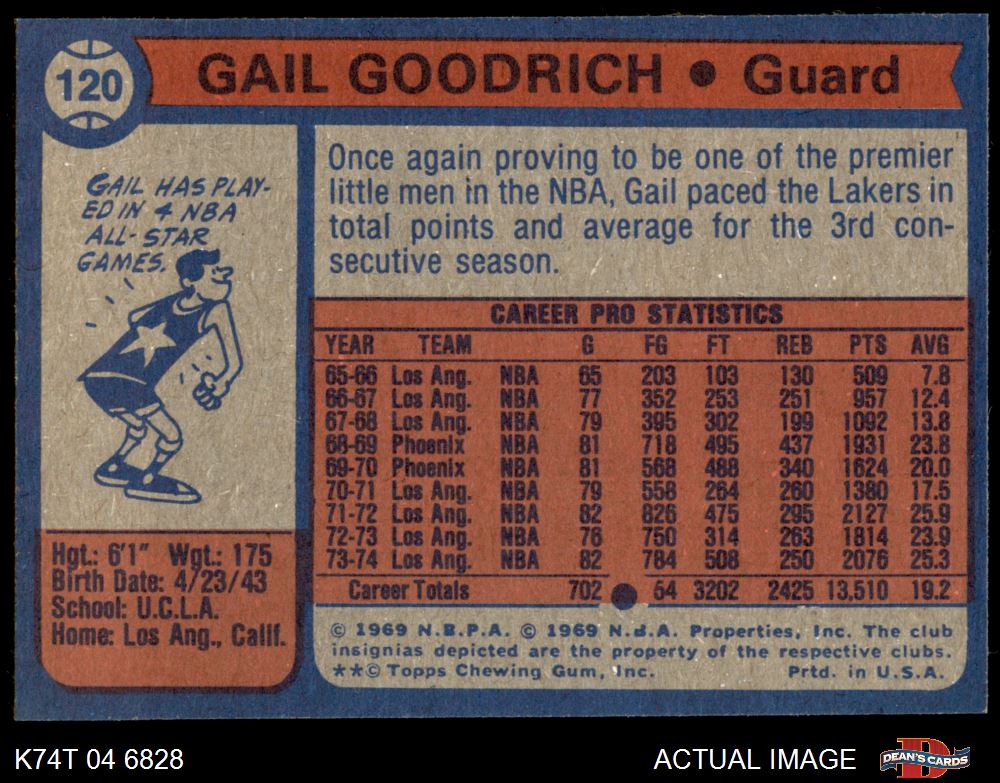 120
GAIL GOODRICH • Guard
GAIL HAS PLAY-
ED IN 4 NBA
ALL-STAR
GAMES.
Once again proving to be one of the premier
little men in the NBA, Gail paced the Lakers in
total points and average for the 3rd con-
secutive season.
CAREER PRO STATISTICS
YEAR TEAM G FG FT REB PTS AVG
65-66 Los Ang. NBA 65 203 103 130 509 7.8
66-67 Los Ang. NBA 77 352 253 251 957 12.4
67-68 Los Ang. NBA 79 395 302 199 1092 13.8
68-69 Phoenix NBA 81 718 495 437 1931 23.8
69-70 Phoenix NBA 81 568 488 340 1624 20.0
70-71 Los Ang. NBA 79 558 264 260 1380 17.5
71-72 Los Ang. NBA 82 826 475 295 2127 25.9
72-73 Los Ang. NBA 76 750 314 263 1814 23.9
73-74 Los Ang. NBA 82 784 508 250 2076 25.3
Career Totals 702 54 3202 2425 13,510 19.2
Hgt.: 6'1" Wgt.: 175
Birth Date: 4/23/43
School: U.C.L.A.
Home: Los Ang., Calif.
© 1969 N.B.P.A. © 1969 N.B.A. Properties, Inc. The club
insignias depicted are the property of the respective clubs.
**© Topps Chewing Gum, Inc. Prtd. in U.S.A.
K74T 04 6828 ACTUAL IMAGE DEAN'S CARDS